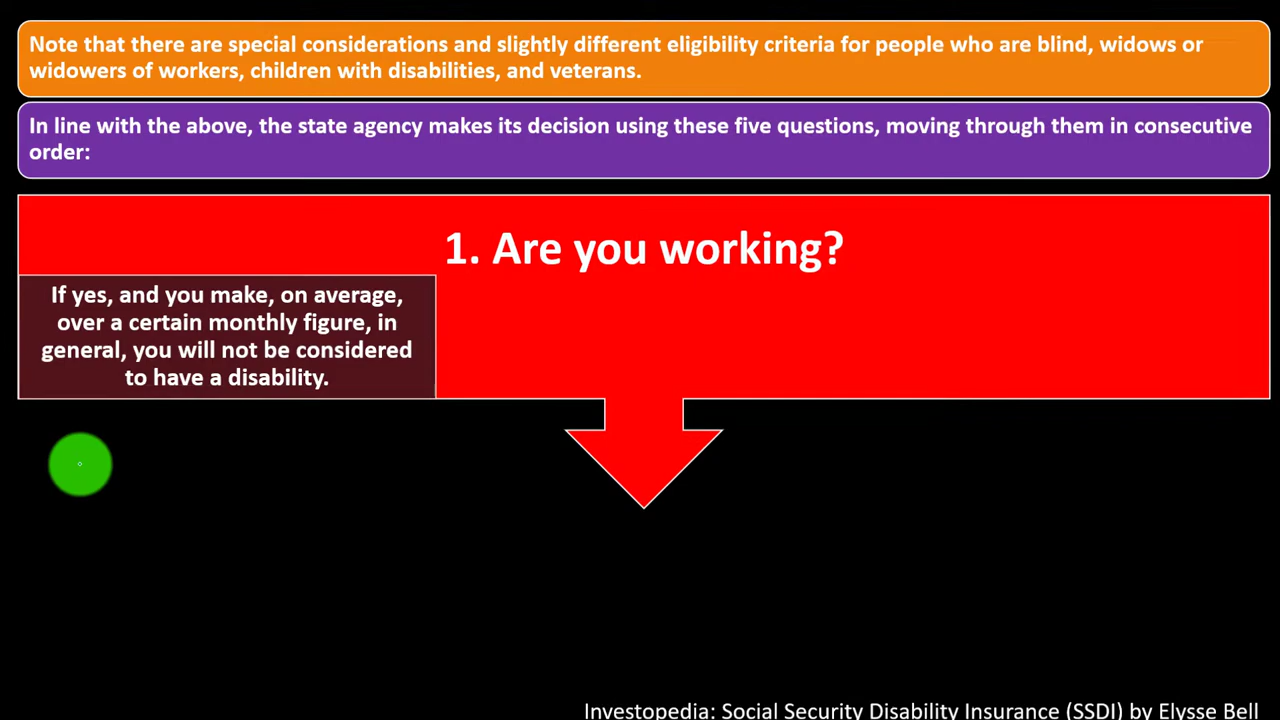 Note that there are special considerations and slightly different eligibility criteria for people who are blind, widows or
widowers of workers, children with disabilities, and veterans.
In line with the above, the state agency makes its decision using these five questions, moving through them in consecutive
order:
1. Are you working?
If yes, and you make, on average,
over a certain monthly figure, in
general, you will not be considered
to have a disability.
Investopedia: Social Security Disability Insurance (SSDI) by Elysse Bell